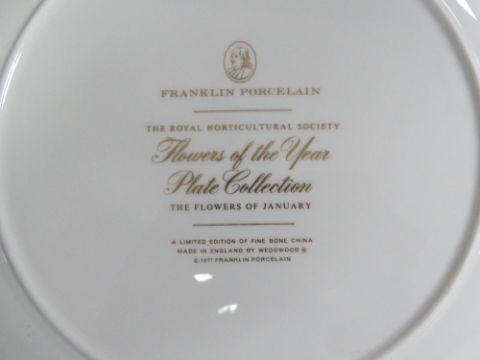 FRANKLIN PORCELAIN
THE ROYAL HORTICULTURAL SOCIETY
Flowers of the Year
Plate Collection
THE FLOWERS OF JANUARY
A LIMITED EDITION OF FINE BONE CHINA
MADE IN ENGLAND BY WEDGWOOD ®
© 1977 FRANKLIN PORCELAIN